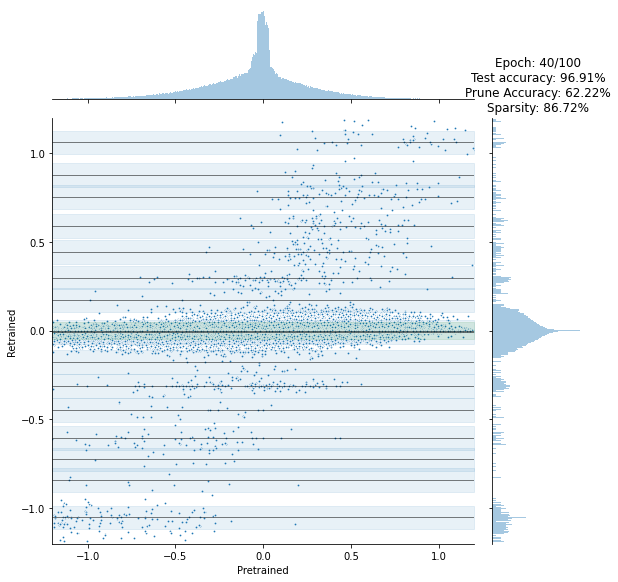 Epoch: 40/100
Test accuracy: 96.91%
Prune Accuracy: 62.22%
Sparsity: 86.72%
1.0
0.5
0.0
−0.5
−1.0
Retrained
−1.0 −0.5 0.0 0.5 1.0
Pretrained